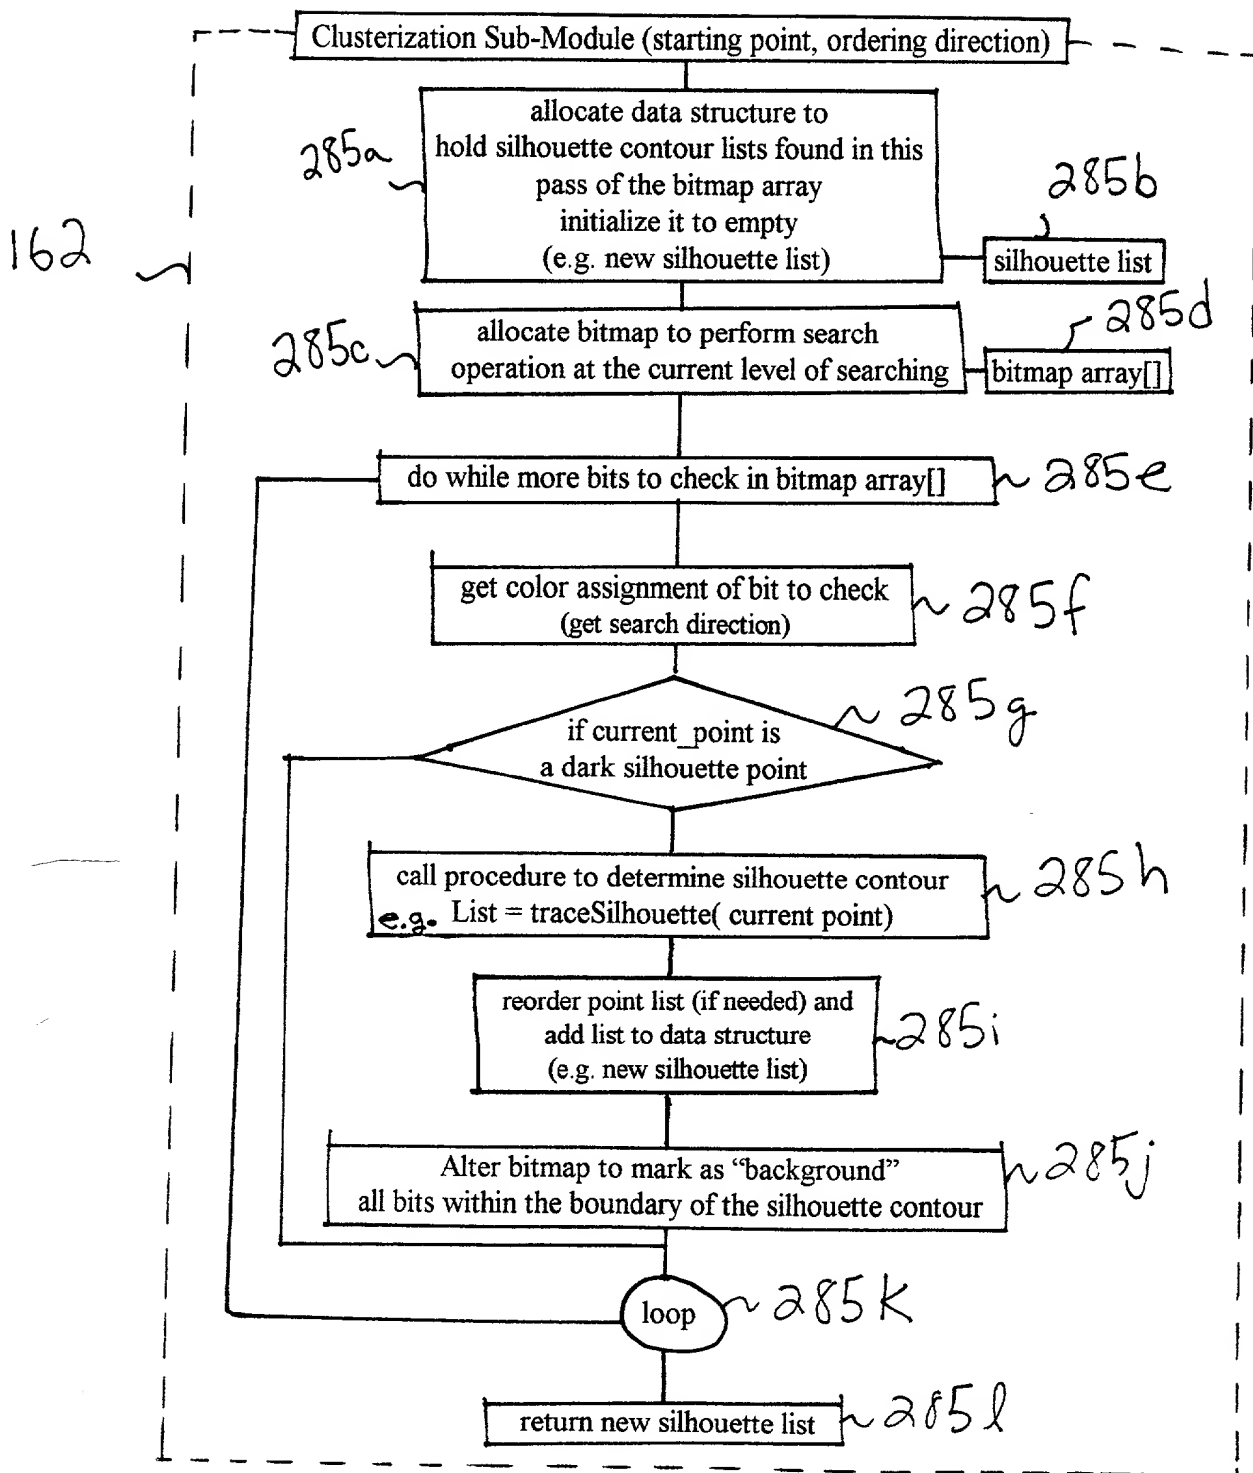 Clusterization Sub-Module (starting point, ordering direction)
allocate data structure to
hold silhouette contour lists found in this
pass of the bitmap array
initialize it to empty
(e.g. new silhouette list)
285a
285b
silhouette list
162
allocate bitmap to perform search
operation at the current level of searching
285c
285d
bitmap array[]
do while more bits to check in bitmap array[]
285e
get color assignment of bit to check
(get search direction)
285f
if current_point is
a dark silhouette point
285g
call procedure to determine silhouette contour
e.g. List = traceSilhouette( current point)
285h
reorder point list (if needed) and
add list to data structure
(e.g. new silhouette list)
285i
Alter bitmap to mark as “background”
all bits within the boundary of the silhouette contour
285j
loop
285k
return new silhouette list
285l